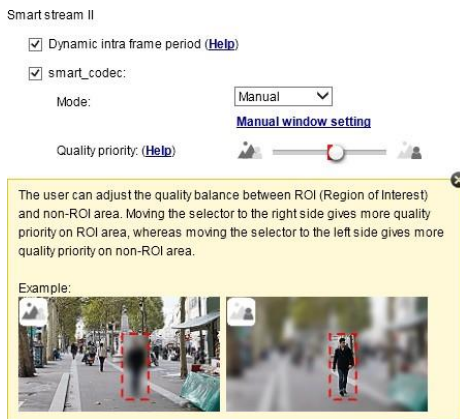 Smart stream II
Dynamic intra frame period (Help)
smart_codec:
Mode: Manual
Manual window setting
Quality priority: (Help)
The user can adjust the quality balance between ROI (Region of Interest)
and non-ROI area. Moving the selector to the right side gives more quality
priority on ROI area, whereas moving the selector to the left side gives more
quality priority on non-ROI area.
Example: